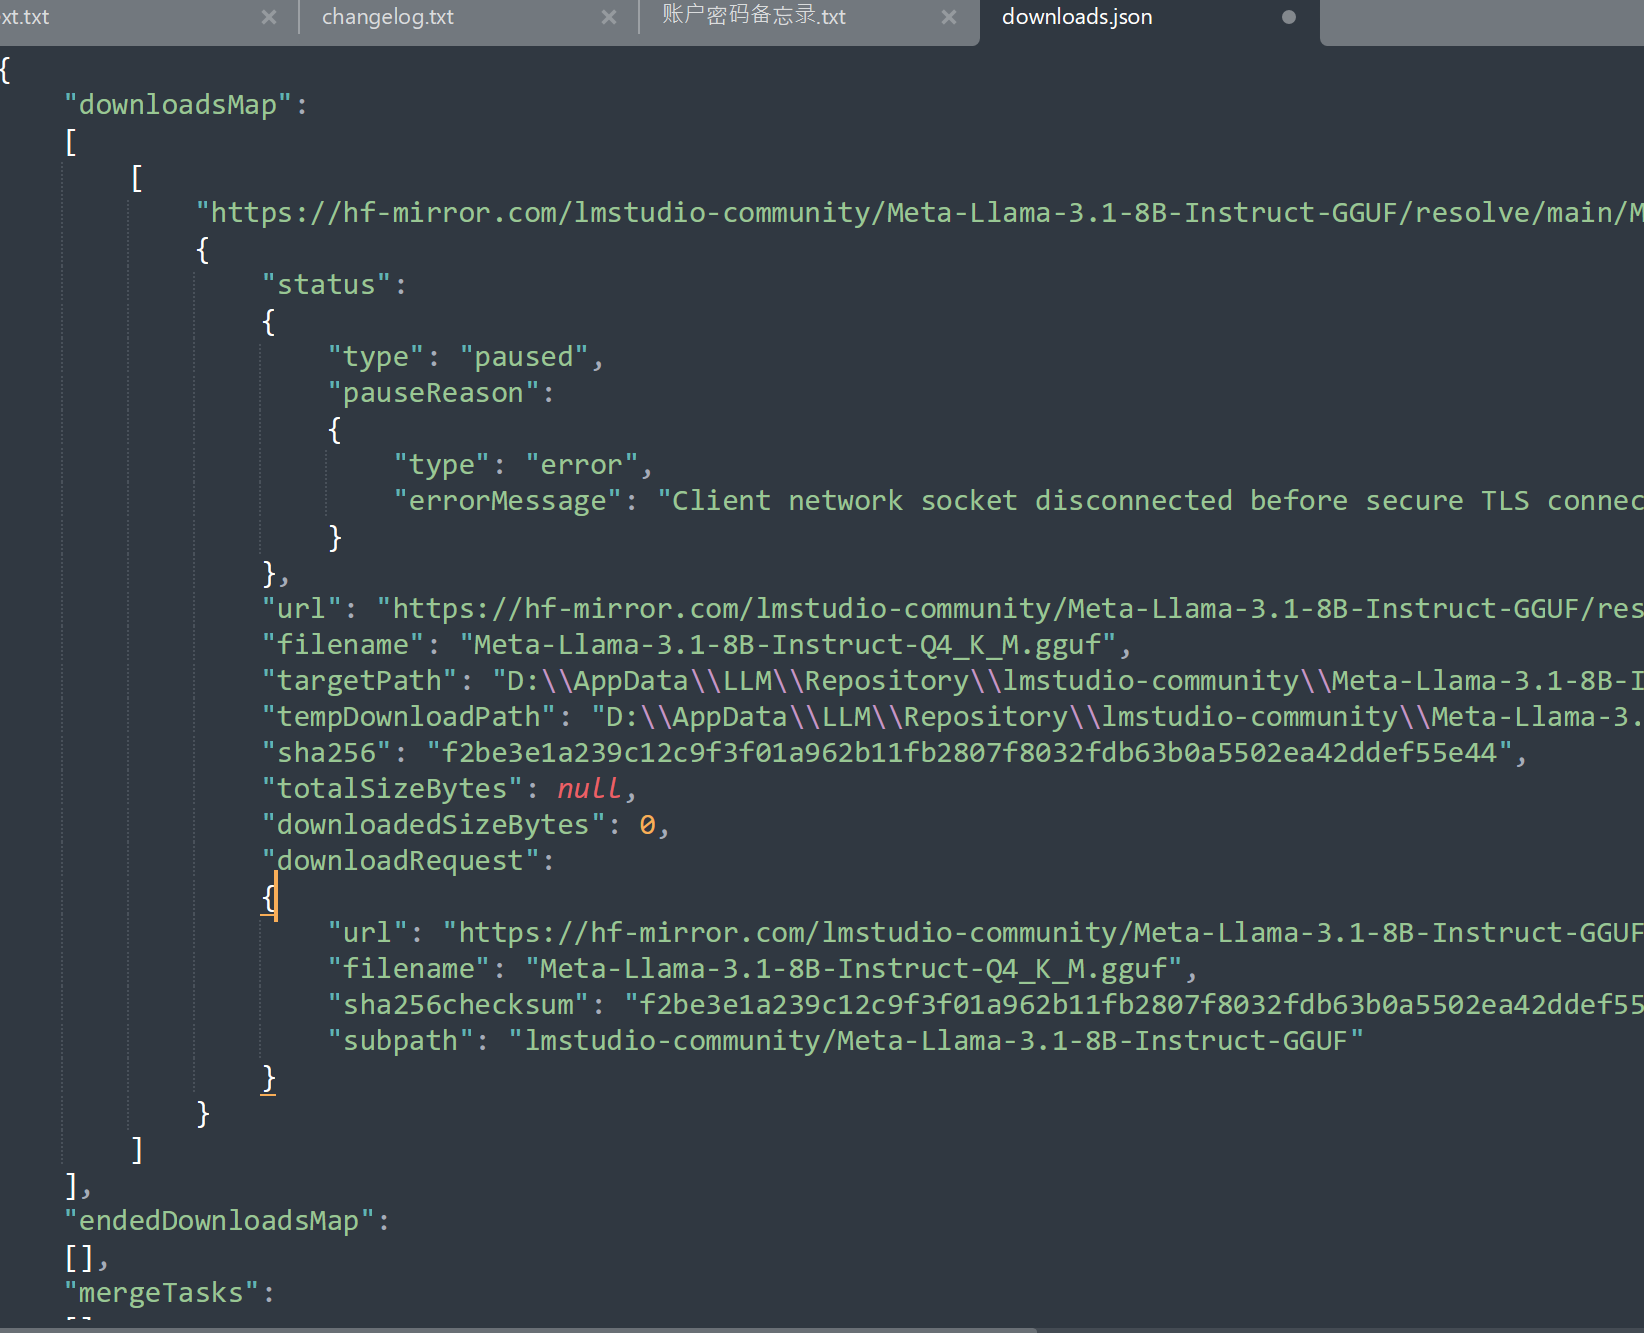 ext.txt
changelog.txt
账户密码备忘录.txt
downloads.json
{
"downloadsMap":
[
[
"https://hf-mirror.com/lmstudio-community/Meta-Llama-3.1-8B-Instruct-GGUF/resolve/main/M
{
"status":
{
"type": "paused",
"pauseReason":
{
"type": "error",
"errorMessage": "Client network socket disconnected before secure TLS connec
}
},
"url": "https://hf-mirror.com/lmstudio-community/Meta-Llama-3.1-8B-Instruct-GGUF/res
"filename": "Meta-Llama-3.1-8B-Instruct-Q4_K_M.gguf",
"targetPath": "D:\\AppData\\LLM\\Repository\\lmstudio-community\\Meta-Llama-3.1-8B-I
"tempDownloadPath": "D:\\AppData\\LLM\\Repository\\lmstudio-community\\Meta-Llama-3.
"sha256": "f2be3e1a239c12c9f3f01a962b11fb2807f8032fdb63b0a5502ea42ddef55e44",
"totalSizeBytes": null,
"downloadedSizeBytes": 0,
"downloadRequest":
{
"url": "https://hf-mirror.com/lmstudio-community/Meta-Llama-3.1-8B-Instruct-GGUF
"filename": "Meta-Llama-3.1-8B-Instruct-Q4_K_M.gguf",
"sha256checksum": "f2be3e1a239c12c9f3f01a962b11fb2807f8032fdb63b0a5502ea42ddef55
"subpath": "lmstudio-community/Meta-Llama-3.1-8B-Instruct-GGUF"
}
}
]
],
"endedDownloadsMap":
[],
"mergeTasks":